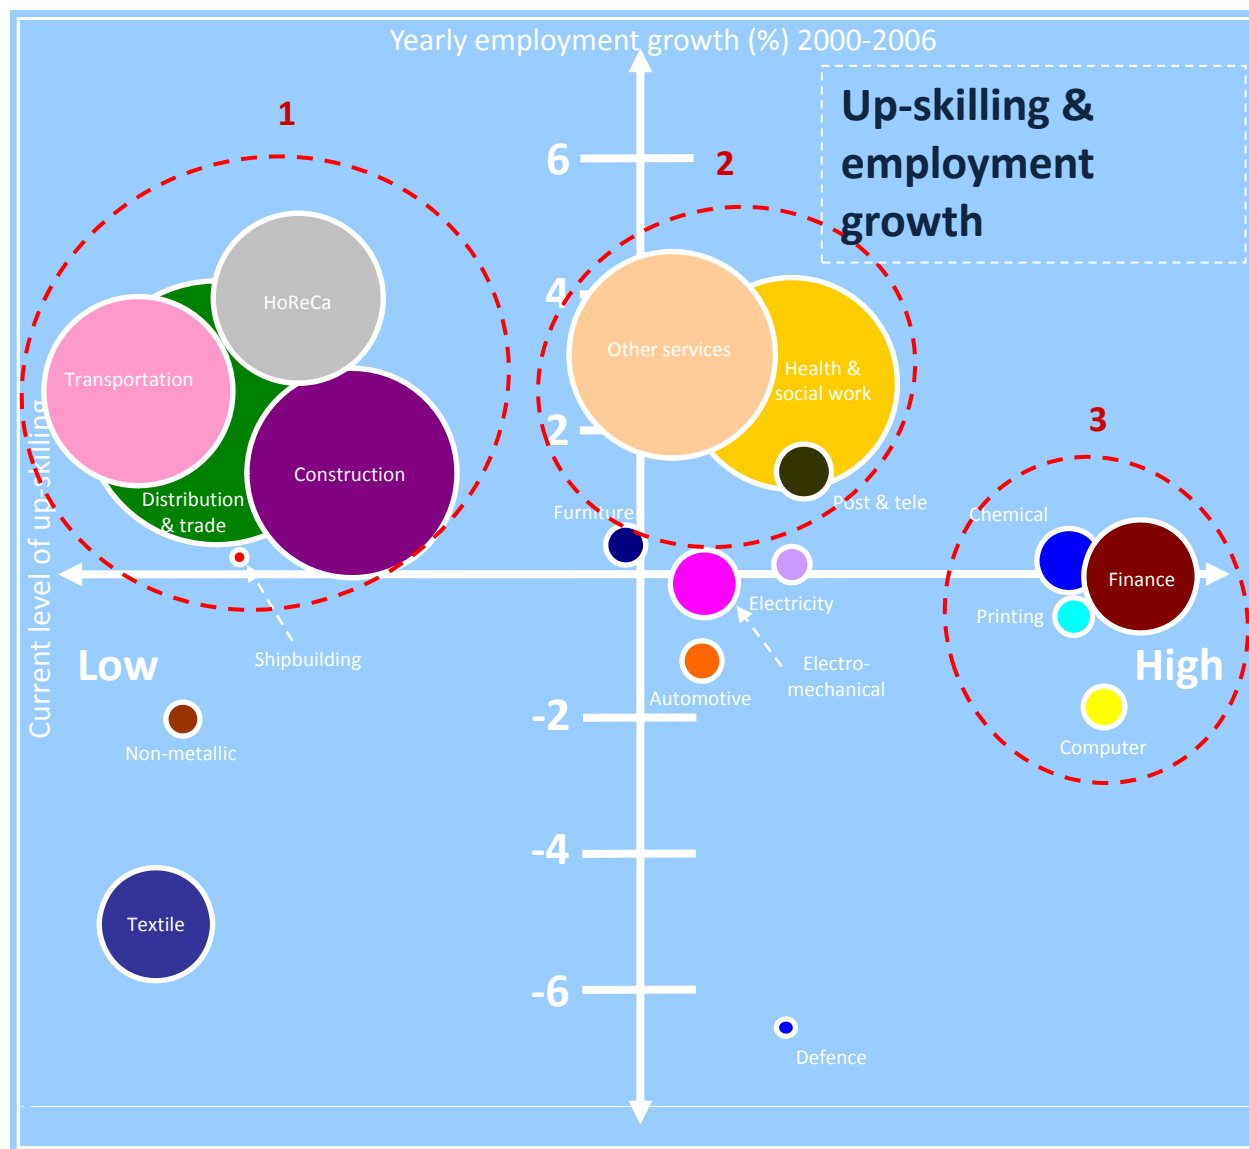 Yearly employment growth (%) 2000-2006
Up-skilling &
employment
growth
1
2
3
6
4
2
-2
-4
-6
HoReCa
Transportation
Construction
Distribution
& trade
Shipbuilding
Other services
Health &
social work
Post & tele
Furniture
Electricity
Electro-
mechanical
Automotive
Chemical
Finance
Printing
Computer
Low
High
Current level of up-skilling
Non-metallic
Textile
Defence